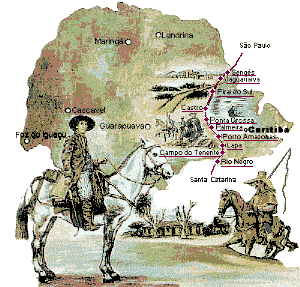 Londrina
Maringá
São Paulo
Sengés
Jaguariaíva
Piraí do Sul
Castro
Cascavel
Ponta Grossa
Guarapuava
Palmeira
Curitiba
Foz do Iguaçu
Porto Amazonas
Lapa
Campo do Tenente
Rio Negro
Santa Catarina